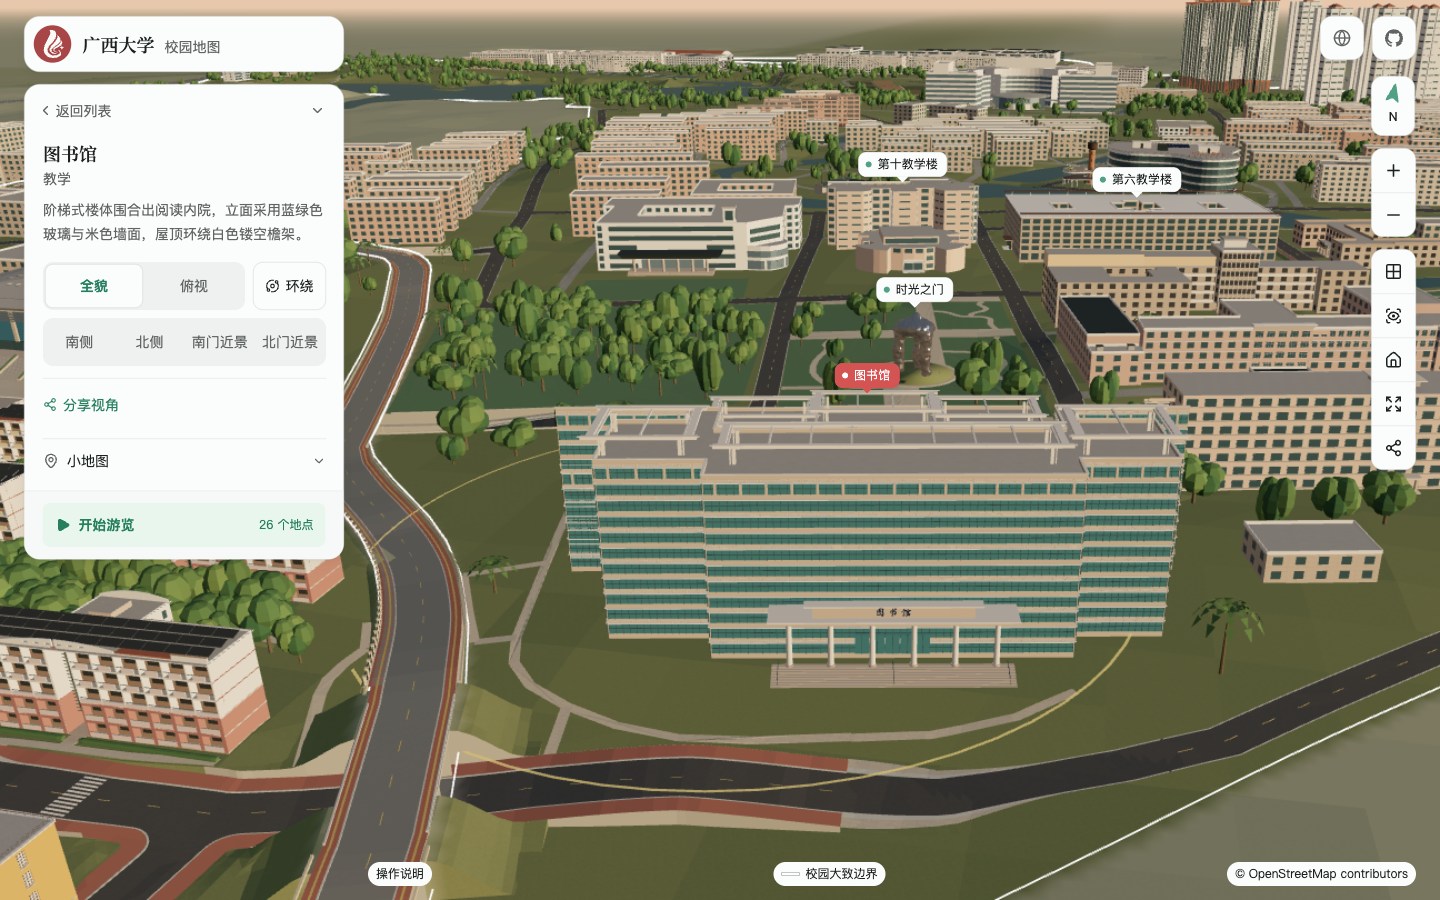 广西大学 校园地图
返回列表
图书馆
教学
阶梯式楼体围合出阅读内院，立面采用蓝绿色
玻璃与米色墙面，屋顶环绕白色镂空檐架。
全貌 俯视 环绕
南侧 北侧 南门近景 北门近景
分享视角
小地图
开始游览 26 个地点
第十教学楼
第六教学楼
时光之门
图书馆
图书馆
N
操作说明
校园大致边界
© OpenStreetMap contributors